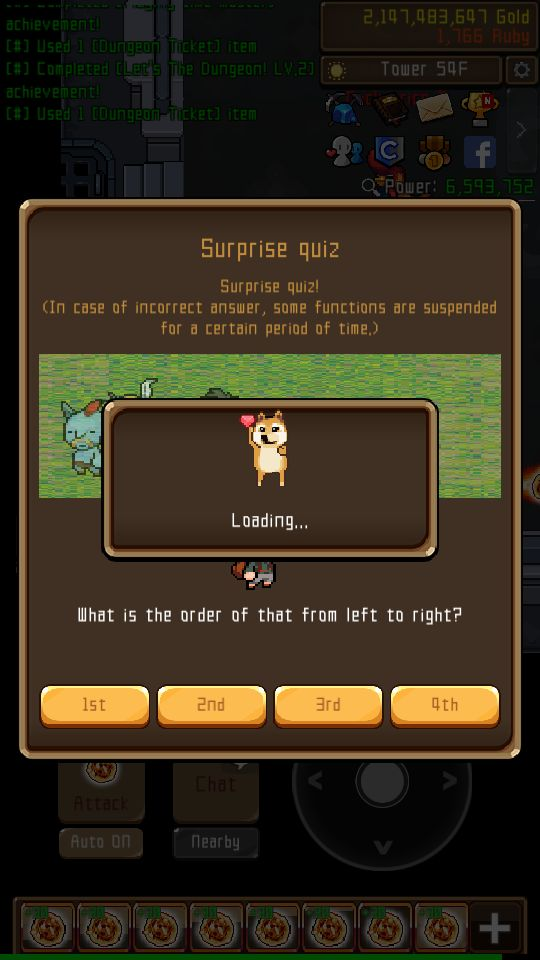 achievement!
[#] Used 1 [Dungeon Ticket] item
[#] Completed [Let's The Dungeon! LV.2]
achievement!
[#] Used 1 [Dungeon Ticket] item
2,147,483,647 Gold
1,766 Ruby
Tower 54F
Power: 6,593,752
Surprise quiz
Surprise quiz!
(In case of incorrect answer, some functions are suspended
for a certain period of time.)
Loading...
What is the order of that from left to right?
1st
2nd
3rd
4th
Attack
Chat
Auto ON
Nearby